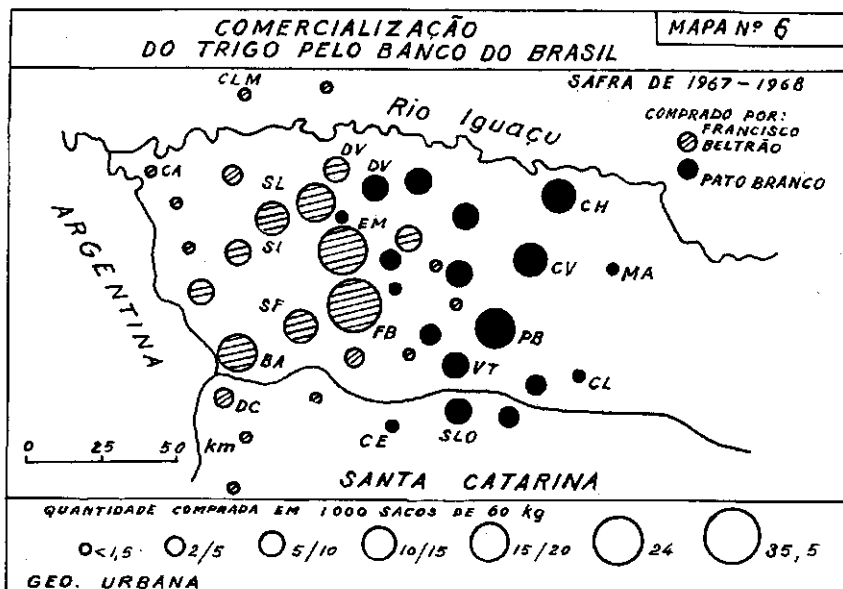 COMERCIALIZAÇÃO
DO TRIGO PELO BANCO DO BRASIL
MAPA Nº 6
SAFRA DE 1967-1968
CLM
Rio Iguaçu
COMPRADO POR:
FRANCISCO
BELTRÃO
PATO BRANCO
CA
DV
DV
SL
EM
CH
ARGENTINA
SI
CV
MA
SF
FB
PB
BA
VT
CL
DC
CE
SLO
0 25 50 km
SANTA CATARINA
QUANTIDADE COMPRADA EM 1000 SACOS DE 60 kg
<1,5 2/5 5/10 10/15 15/20 24 35,5
GEO. URBANA